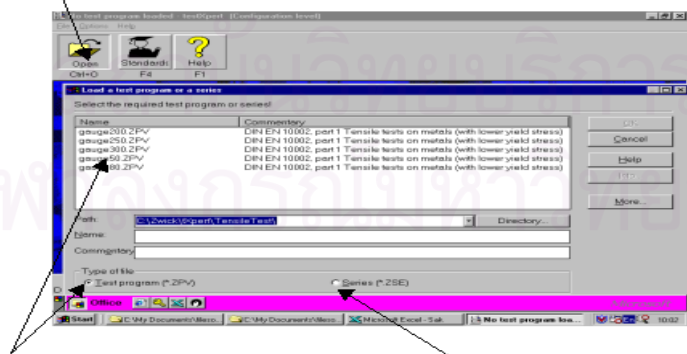 No test program loaded - testXpert (Configuration level)
File Options Help
Open Standards Help
Ctrl+O F4 F1
Load a test program or a series
Select the required test program or series!
Name Commentary
gauge200.ZPV DIN EN 10002, part 1 Tensile tests on metals (with lower yield stress)
gauge250.ZPV DIN EN 10002, part 1 Tensile tests on metals (with lower yield stress)
gauge300.ZPV DIN EN 10002, part 1 Tensile tests on metals (with lower yield stress)
gauge50.ZPV DIN EN 10002, part 1 Tensile tests on metals (with lower yield stress)
gauge80.ZPV DIN EN 10002, part 1 Tensile tests on metals (with lower yield stress)
OK
Cancel
Help
More...
Path: C:\Zwick\tXpert\TensileTest\ Directory...
Name:
Commentary
Type of file
Test program (*.ZPV) Series (*.ZSE)
Office
Start C:\My Documents\ C:\My Documents\ Microsoft Excel - Sak No test program loa... 10:02